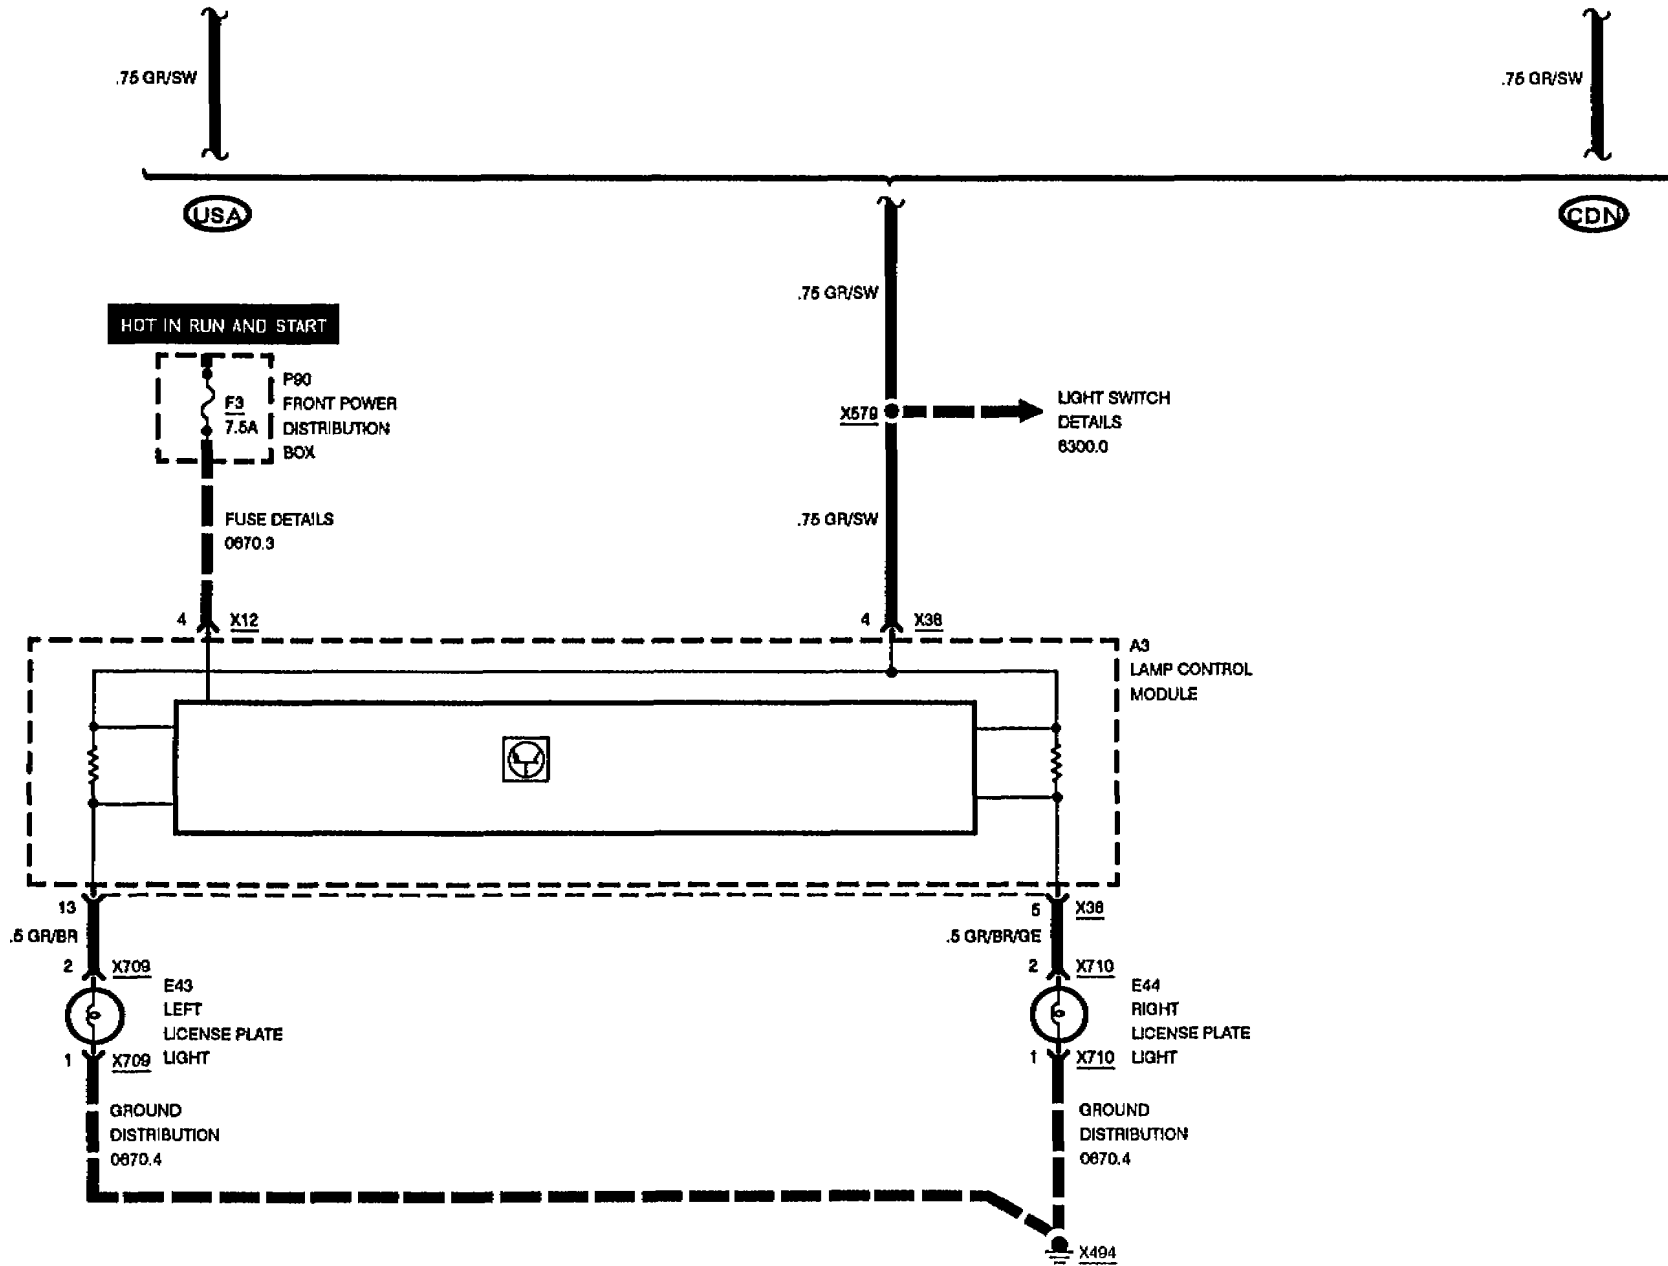 .75 GR/SW
.75 GR/SW
USA
CDN
.75 GR/SW
HOT IN RUN AND START
P90
FRONT POWER
DISTRIBUTION
BOX
F3
7.5A
X579
LIGHT SWITCH
DETAILS
6300.0
FUSE DETAILS
0670.3
.75 GR/SW
4
X12
4
X38
A3
LAMP CONTROL
MODULE
13
5
X38
.5 GR/BR
.5 GR/BR/GE
2
X709
2
X710
E43
LEFT
LICENSE PLATE
LIGHT
E44
RIGHT
LICENSE PLATE
LIGHT
1
X709
1
X710
GROUND
DISTRIBUTION
0670.4
GROUND
DISTRIBUTION
0670.4
X494